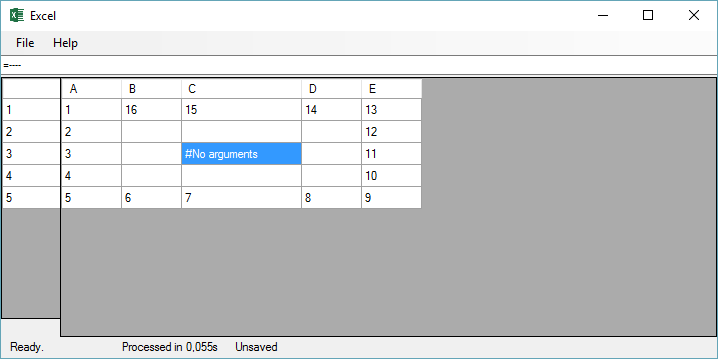 Excel
File Help
=----
A B C D E
1 1 16 15 14 13
2 2 12
3 3 #No arguments 11
4 4 10
5 5 6 7 8 9
Ready. Processed in 0,055s Unsaved